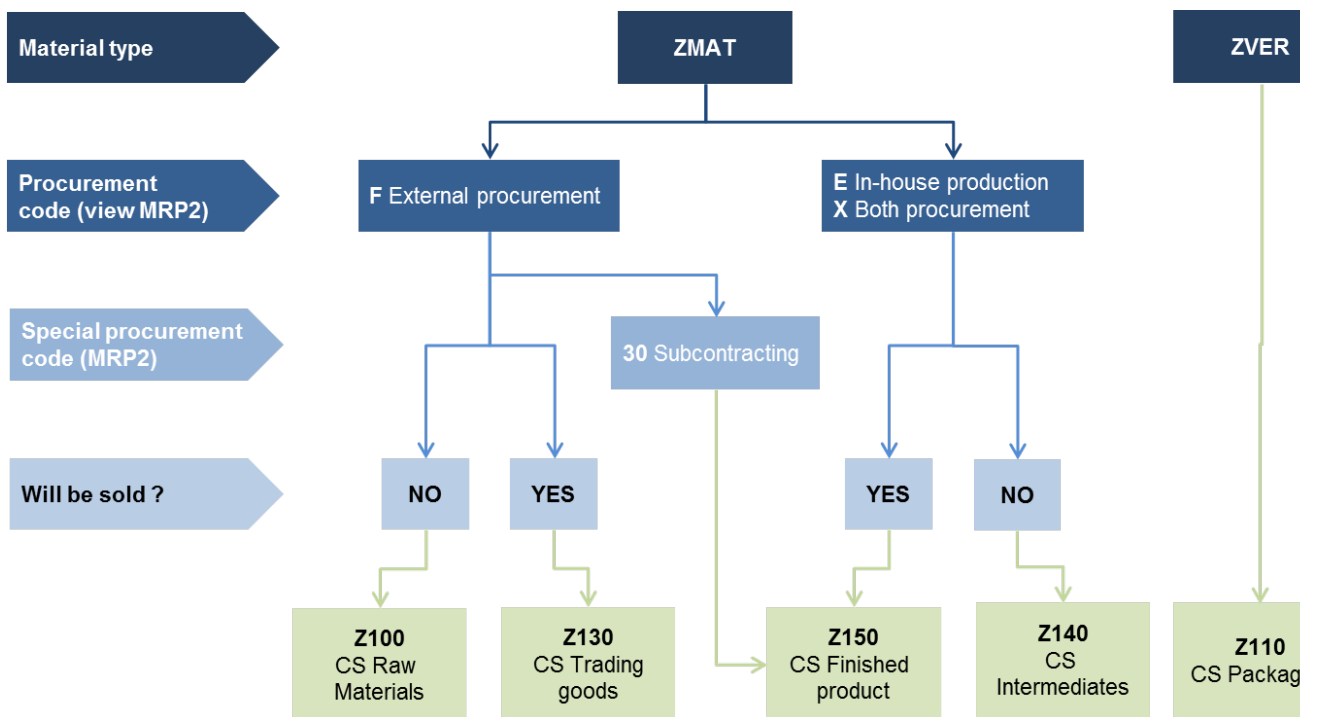 Material type
ZMAT
ZVER
Procurement
code (view MRP2)
F External procurement
E In-house production
X Both procurement
Special procurement
code (MRP2)
30 Subcontracting
Will be sold ?
NO
YES
YES
NO
Z100
CS Raw
Materials
Z130
CS Trading
goods
Z150
CS Finished
product
Z140
CS
Intermediates
Z110
CS Packag